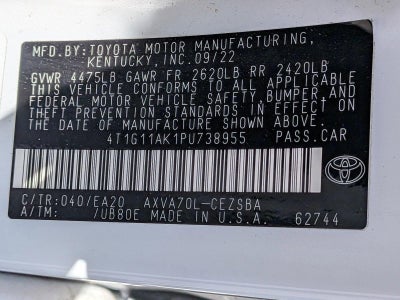 MFD.BY:TOYOTA MOTOR MANUFACTURING,
KENTUCKY,INC.09/22
GVWR 4475LB GAWR FR 2620LB RR 2420LB
THIS VEHICLE CONFORMS TO ALL APPLICABLE
FEDERAL MOTOR VEHICLE SAFETY, BUMPER, AND
THEFT PREVENTION STANDARDS IN EFFECT ON
THE DATE OF MANUFACTURE SHOWN ABOVE.
4T1G11AK1PU738955 PASS.CAR
C/TR:040/EA20 AXVA70L-CEZSBA
A/TM: /UB80E MADE IN U.S.A. 62744